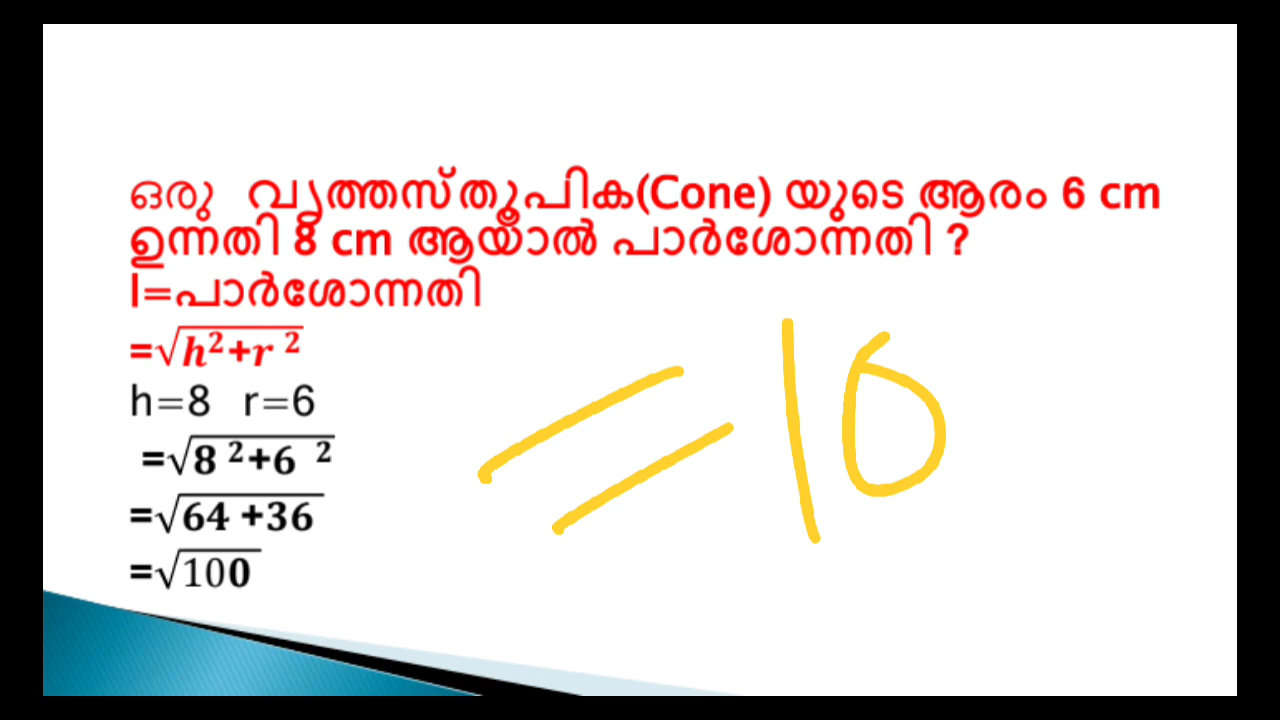 ഒരു വൃത്തസ്തൂപിക(Cone) യുടെ ആരം 6 cm
ഉന്നതി 8 cm ആയാൽ പാർശോന്നതി ?
l=പാർശോന്നതി
=√h²+r ²
h=8 r=6
=√8 ²+6 ²
=√64 +36
=√100
=10